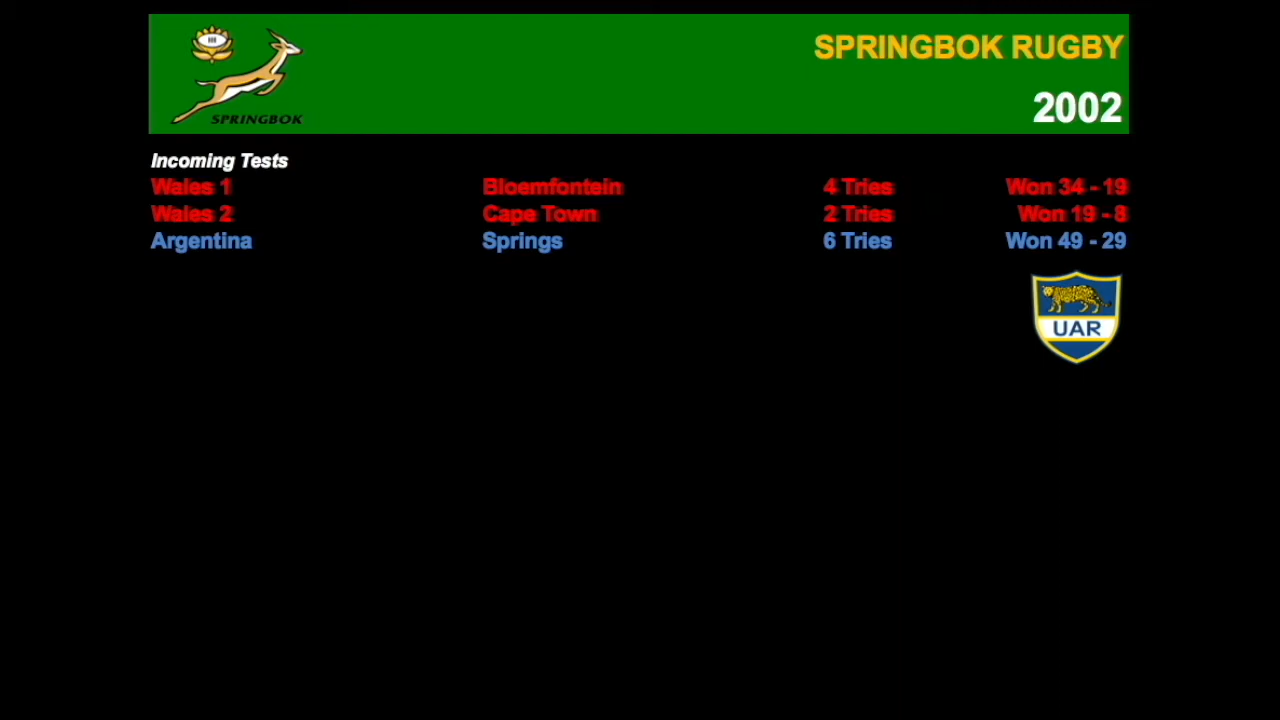 SPRINGBOK RUGBY
2002
SPRINGBOK
Incoming Tests
Wales 1 Bloemfontein 4 Tries Won 34 - 19
Wales 2 Cape Town 2 Tries Won 19 - 8
Argentina Springs 6 Tries Won 49 - 29
UAR